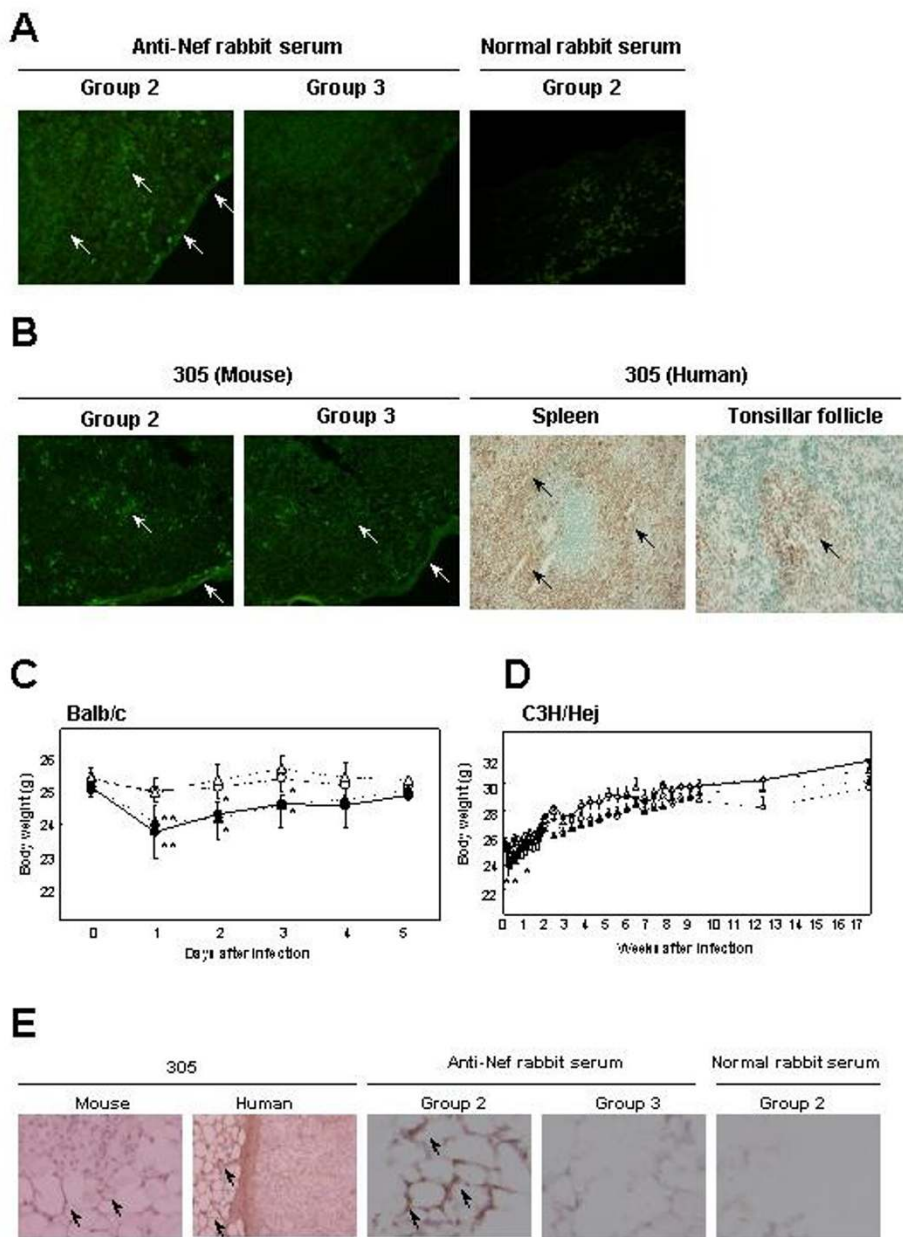 A
Anti-Nef rabbit serum Normal rabbit serum
Group 2 Group 3 Group 2
B
305 (Mouse) 305 (Human)
Group 2 Group 3 Spleen Tonsillar follicle
C
Balb/c
Body weight (g)
26
25
24
23
22
0 1 2 3 4 5
Days after infection
D
C3H/Hej
Body weight (g)
32
30
28
26
24
22
0 1 2 3 4 5 6 7 8 9 10 11 12 13 14 15 16 17
Weeks after infection
E
305 Anti-Nef rabbit serum Normal rabbit serum
Mouse Human Group 2 Group 3 Group 2